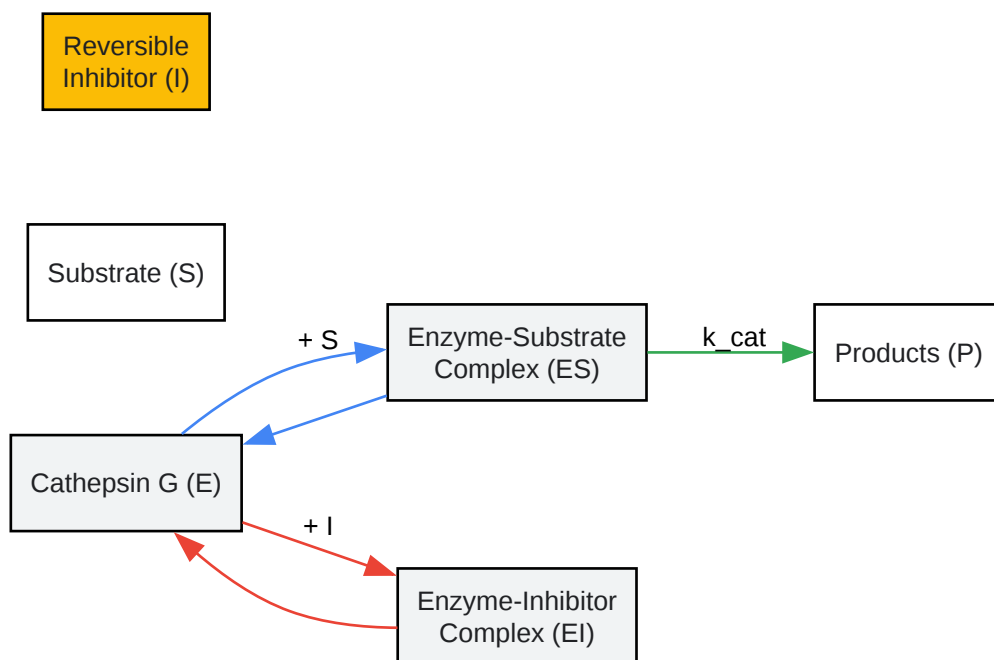 Reversible
Inhibitor (I)
Substrate (S)
+ S
Enzyme-Substrate
Complex (ES)
k_cat
Products (P)
Cathepsin G (E)
+ I
Enzyme-Inhibitor
Complex (EI)